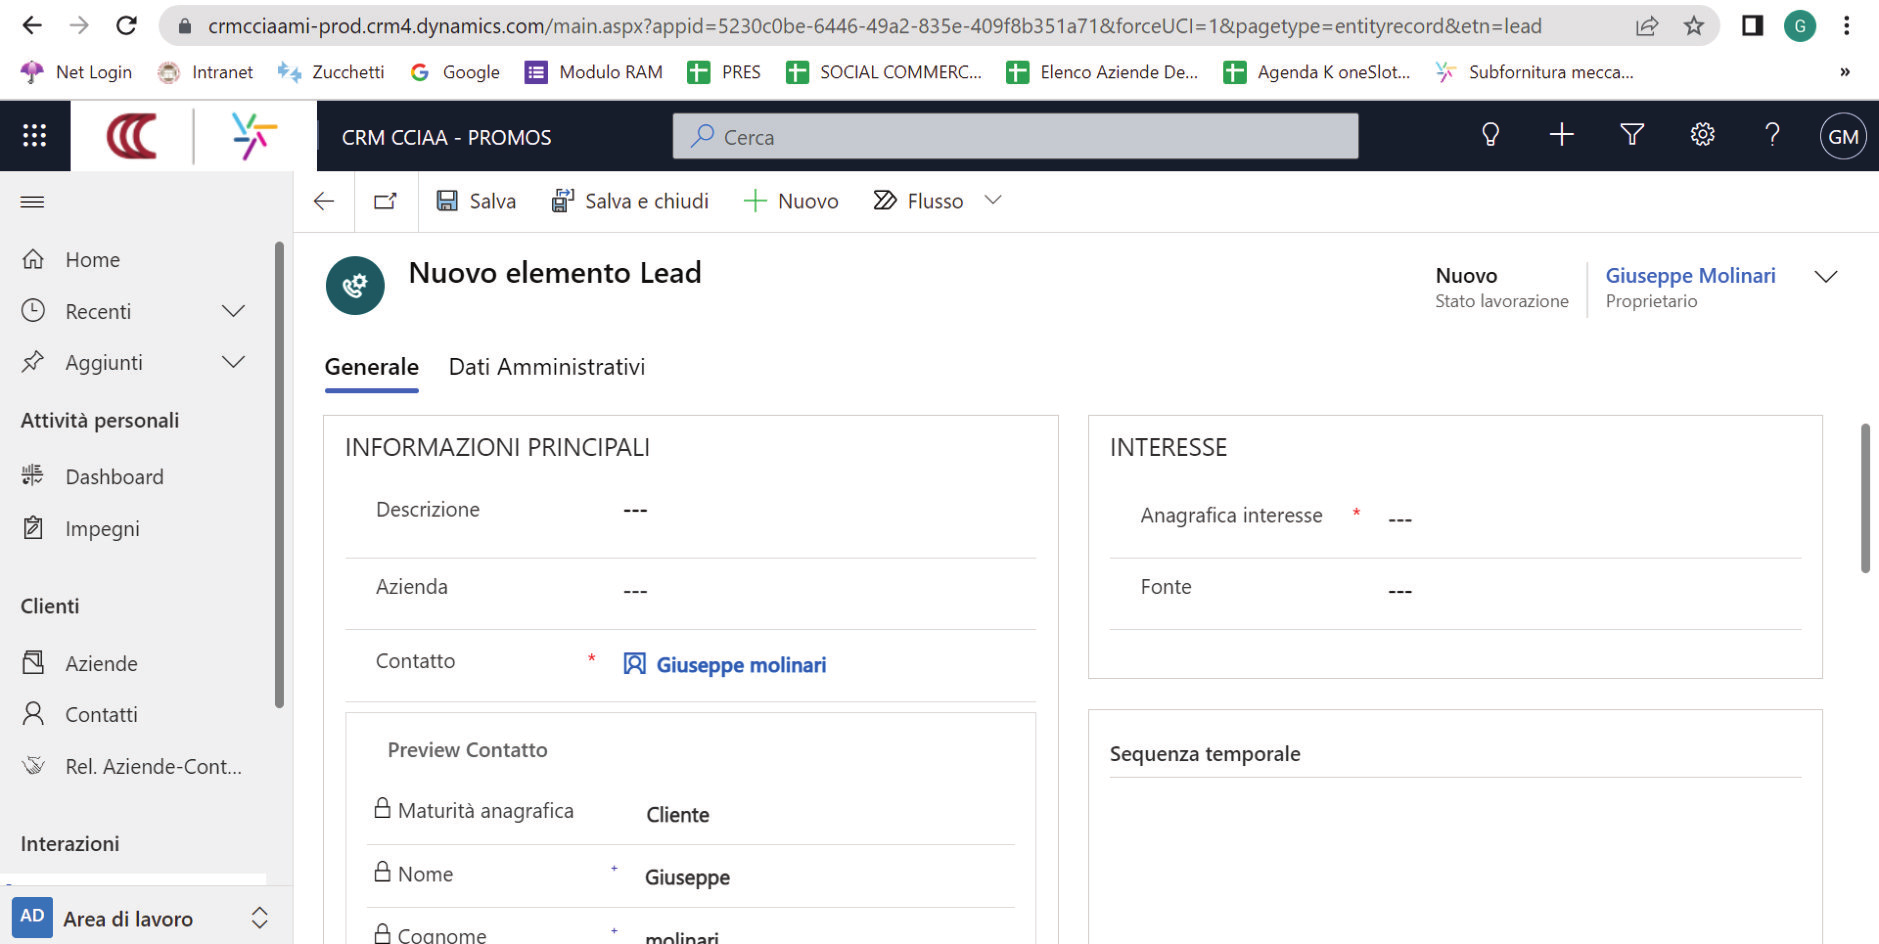 crmcciaami-prod.crm4.dynamics.com/main.aspx?appid=5230c0be-6446-49a2-835e-409f8b351a71&forceUCI=1&pagetype=entityrecord&etn=lead
G
Net Login
Intranet
Zucchetti
Google
Modulo RAM
PRES
SOCIAL COMMERC...
Elenco Aziende De...
Agenda K oneSlot...
Subfornitura mecca...
»
CRM CCIAA - PROMOS
Cerca
GM
Salva
Salva e chiudi
Nuovo
Flusso
Home
Recenti
Aggiunti
Attività personali
Dashboard
Impegni
Clienti
Aziende
Contatti
Rel. Aziende-Cont...
Interazioni
AD
Area di lavoro
Nuovo elemento Lead
Nuovo
Stato lavorazione
Giuseppe Molinari
Proprietario
Generale
Dati Amministrativi
INFORMAZIONI PRINCIPALI
Descrizione ---
Azienda ---
Contatto * Giuseppe molinari
Preview Contatto
Maturità anagrafica Cliente
Nome + Giuseppe
Cognome + molinari
INTERESSE
Anagrafica interesse * ---
Fonte ---
Sequenza temporale